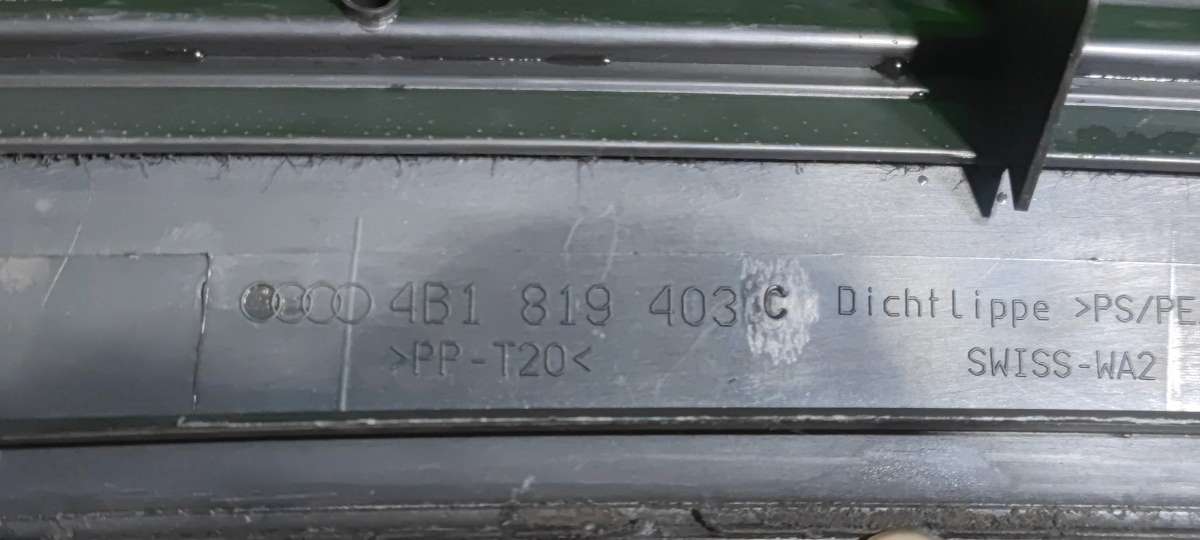 4B1 819 403 C Dichtlippe >PS/PE
>PP-T20< SWISS-WA2